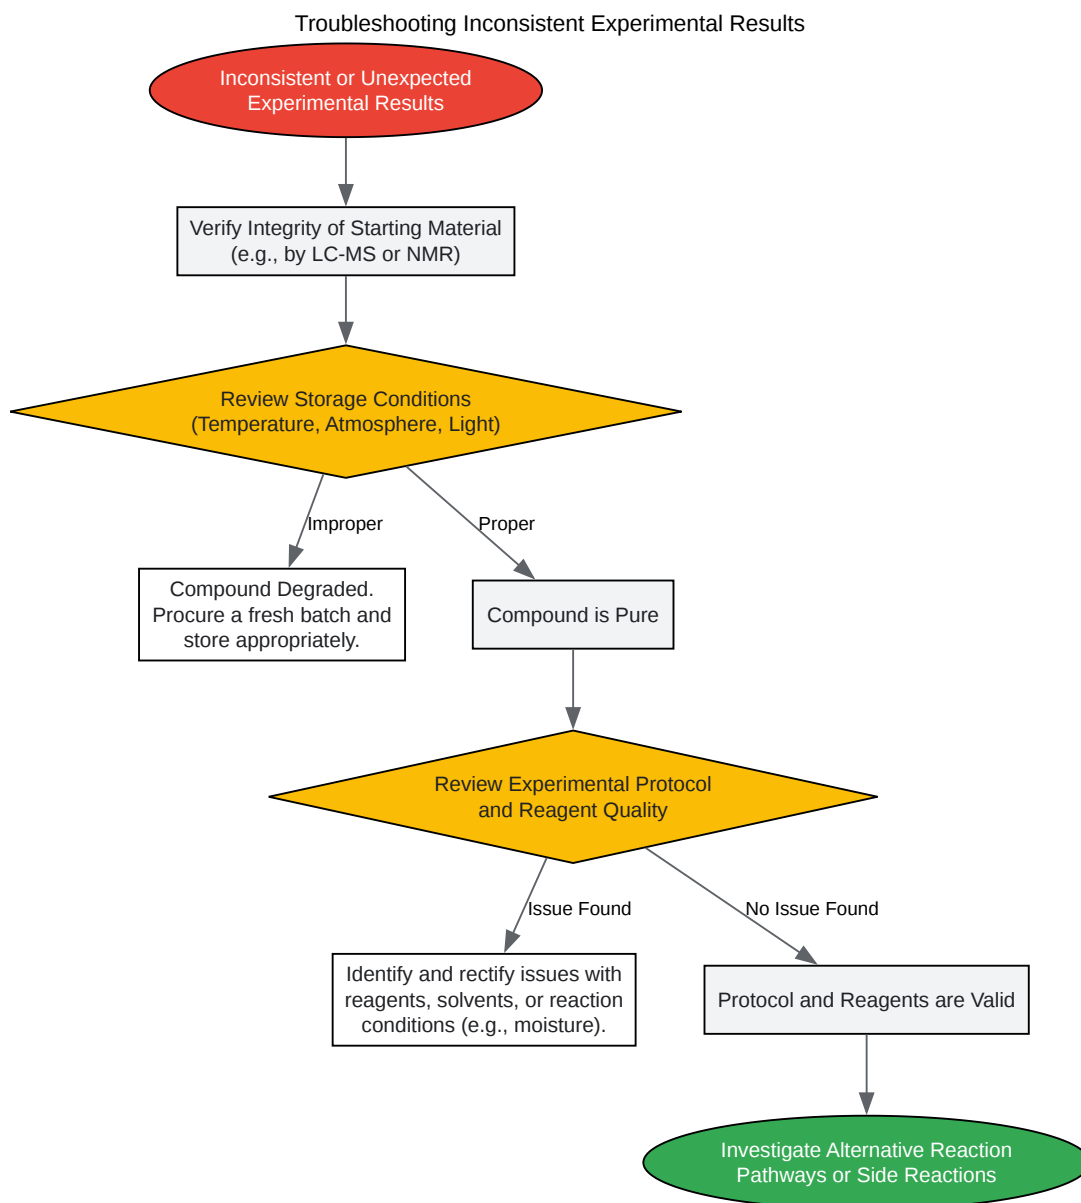 Troubleshooting Inconsistent Experimental Results
Inconsistent or Unexpected
Experimental Results
Verify Integrity of Starting Material
(e.g., by LC-MS or NMR)
Review Storage Conditions
(Temperature, Atmosphere, Light)
Improper
Proper
Compound Degraded.
Procure a fresh batch and
store appropriately.
Compound is Pure
Review Experimental Protocol
and Reagent Quality
Issue Found
No Issue Found
Identify and rectify issues with
reagents, solvents, or reaction
conditions (e.g., moisture).
Protocol and Reagents are Valid
Investigate Alternative Reaction
Pathways or Side Reactions